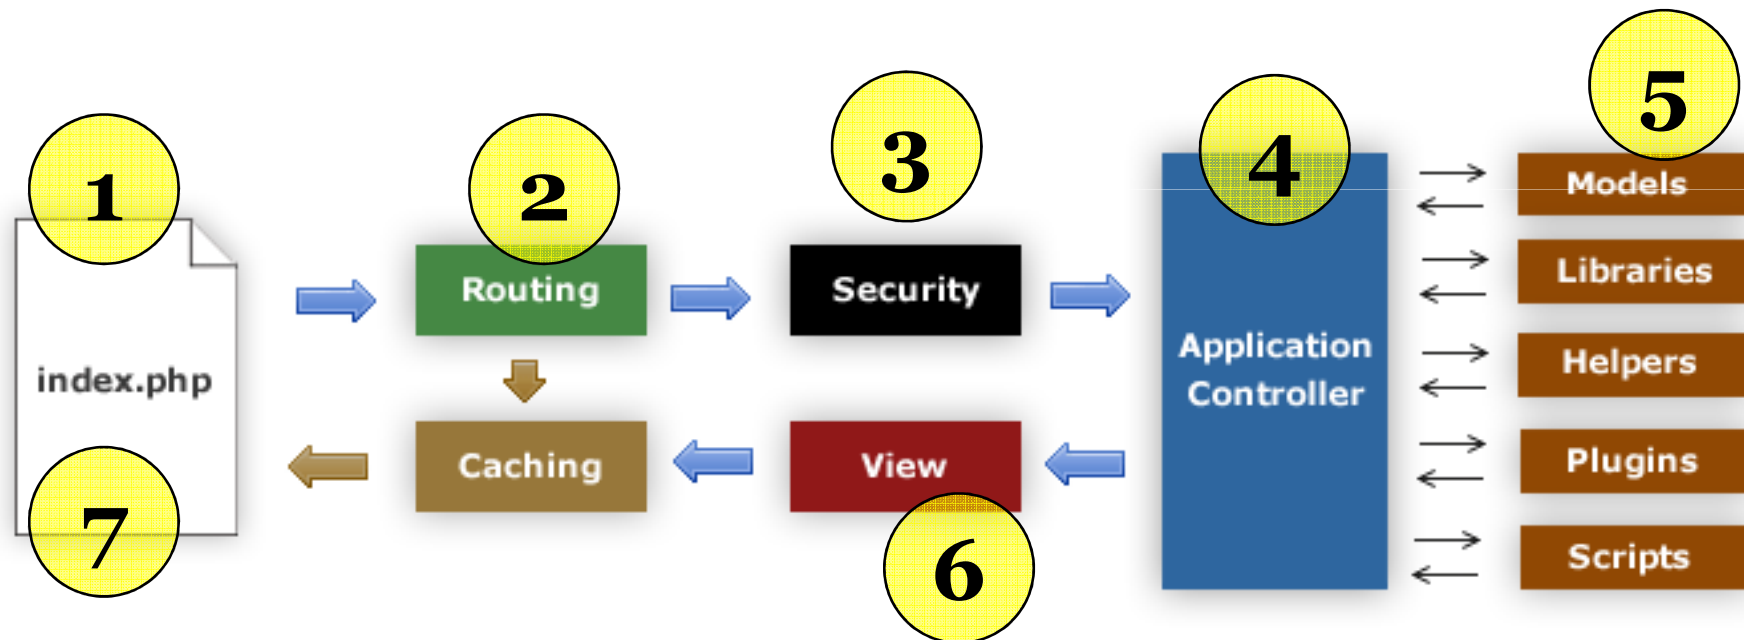 1
2
3
4
5
index.php
Routing
Security
Application
Controller
Models
Libraries
Helpers
Plugins
Scripts
Caching
View
6
7